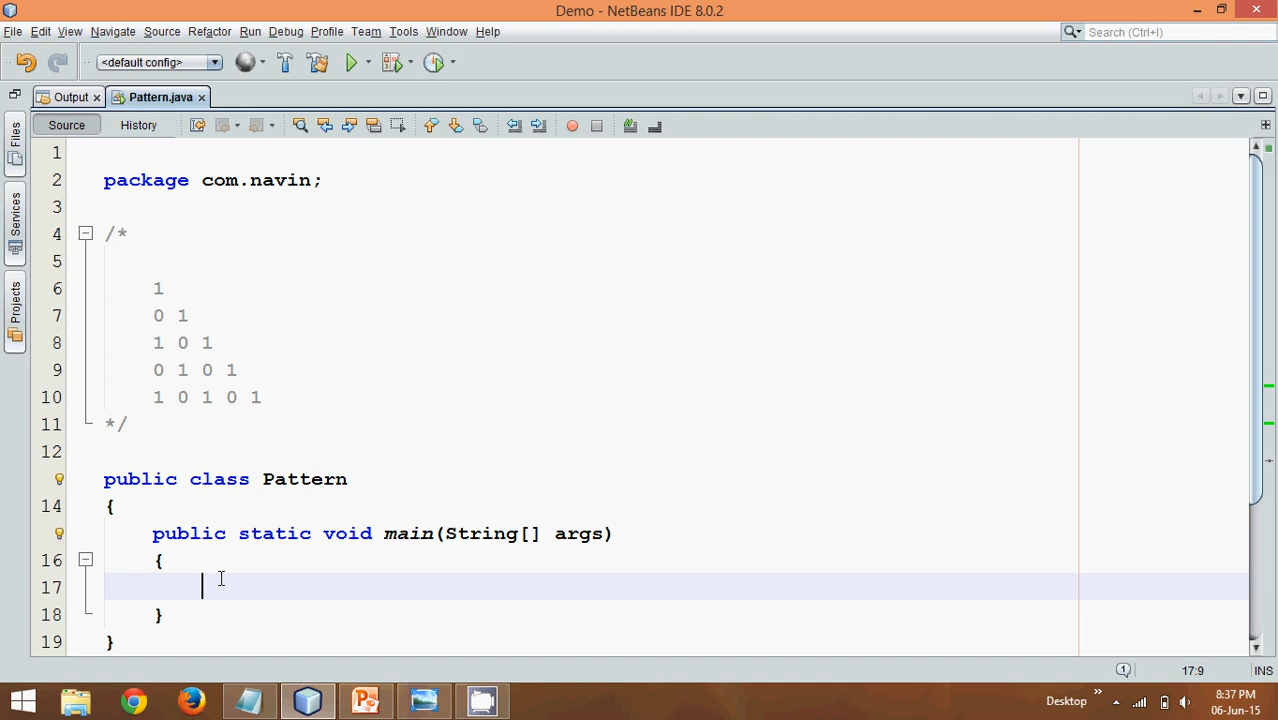 Demo - NetBeans IDE 8.0.2
File Edit View Navigate Source Refactor Run Debug Profile Team Tools Window Help
Search (Ctrl+I)
<default config>
Output Pattern.java
Source History
Files
Services
Projects
1
2 package com.navin;
3
4 /*
5
6 1
7 0 1
8 1 0 1
9 0 1 0 1
10 1 0 1 0 1
11 */
12
public class Pattern
14 {
public static void main(String[] args)
16 {
17
18 }
19 }
1 17:9 INS
Desktop
8:37 PM
06-Jun-15